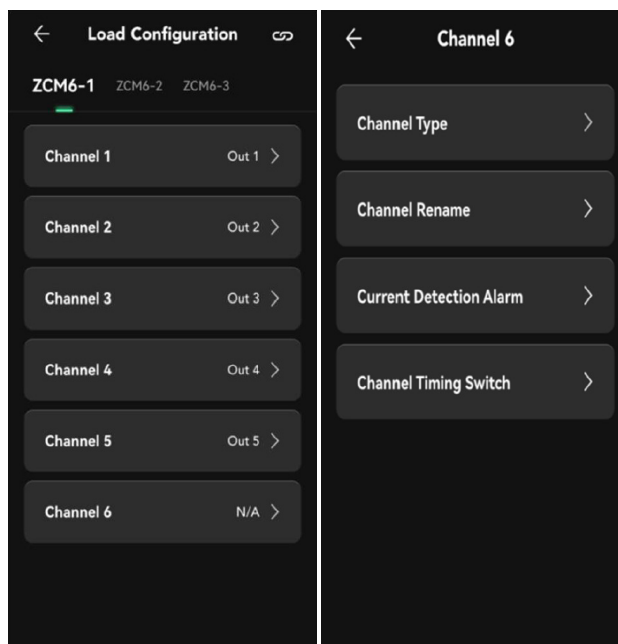 Load Configuration
ZCM6-1 ZCM6-2 ZCM6-3
Channel 1 Out 1
Channel 2 Out 2
Channel 3 Out 3
Channel 4 Out 4
Channel 5 Out 5
Channel 6 N/A
Channel 6
Channel Type
Channel Rename
Current Detection Alarm
Channel Timing Switch